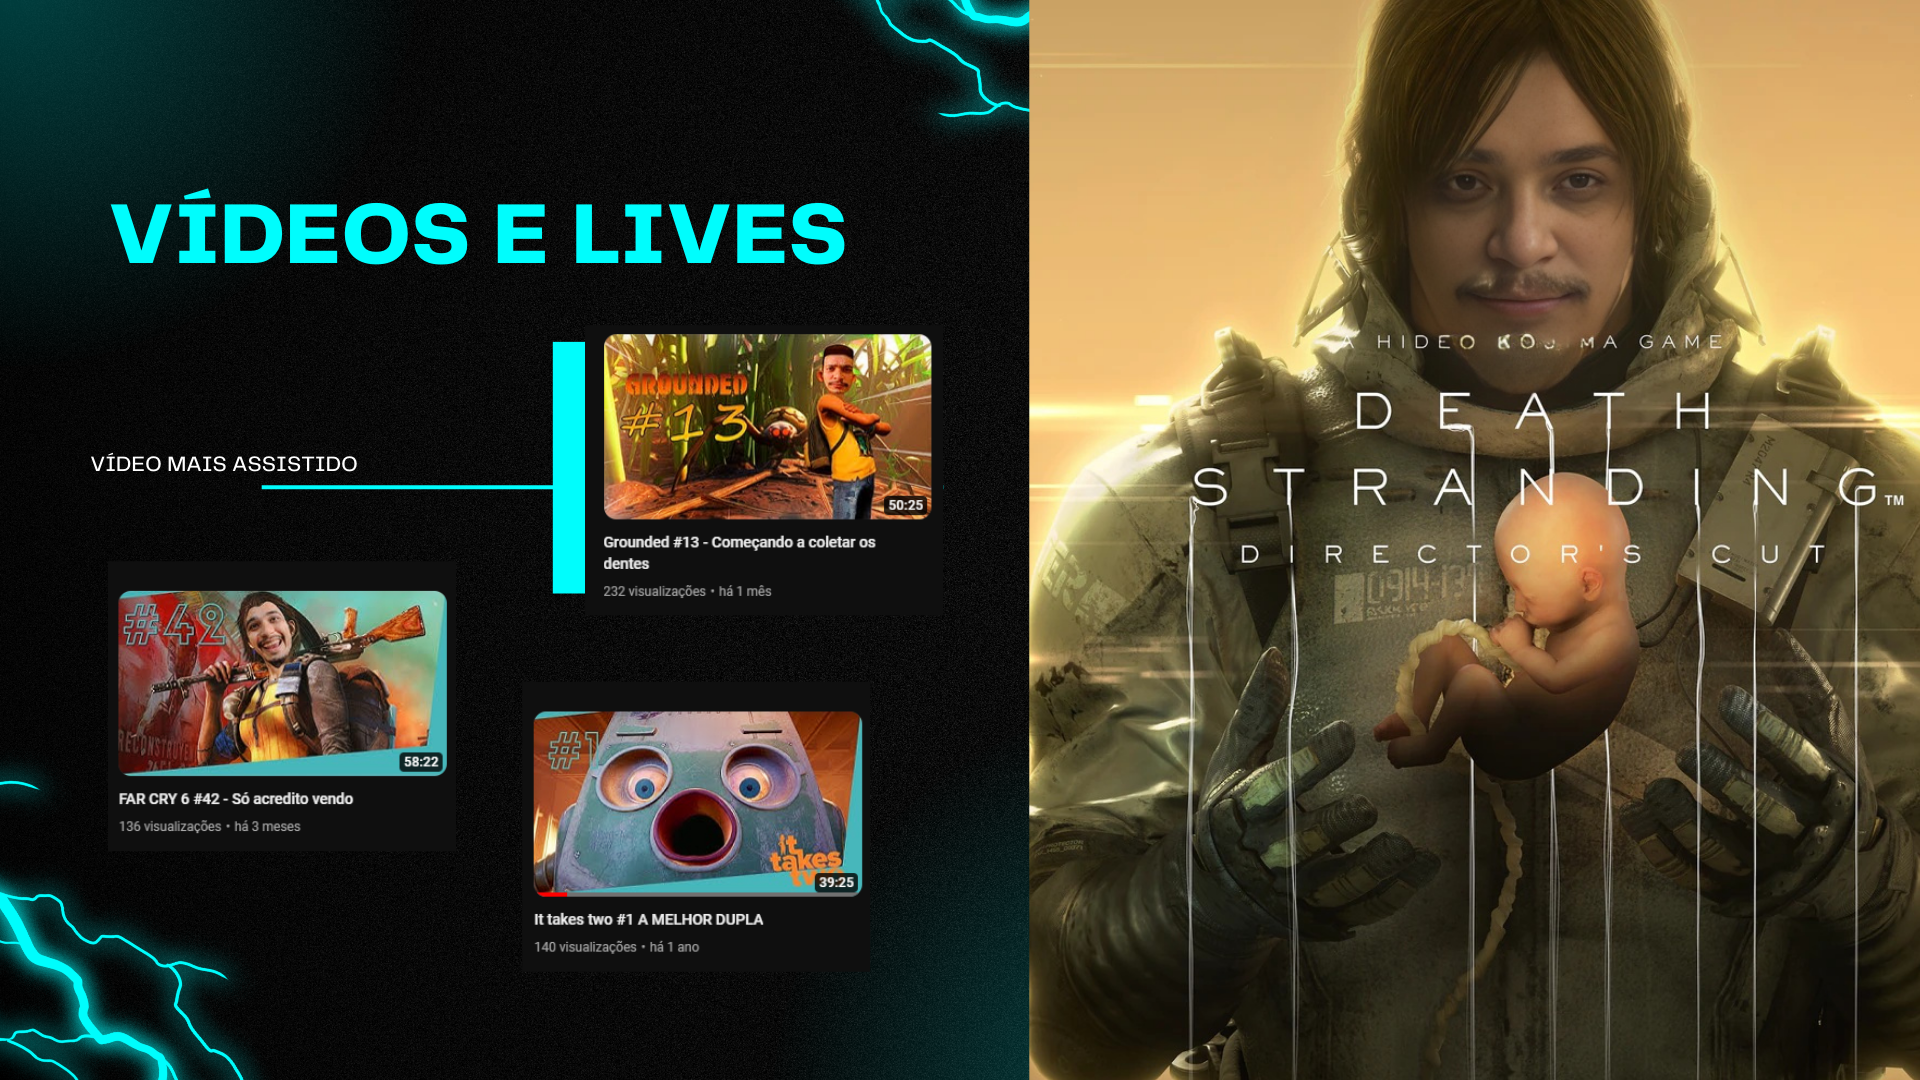 VÍDEOS E LIVES
VÍDEO MAIS ASSISTIDO
GROUNDED
#13
50:25
Grounded #13 - Começando a coletar os
dentes
232 visualizações • há 1 mês
#42
58:22
FAR CRY 6 #42 - Só acredito vendo
136 visualizações • há 3 meses
#1
it
takes
39:25
It takes two #1 A MELHOR DUPLA
140 visualizações • há 1 ano
A HIDEO KOJIMA GAME
DEATH
STRANDING™
DIRECTOR'S CUT